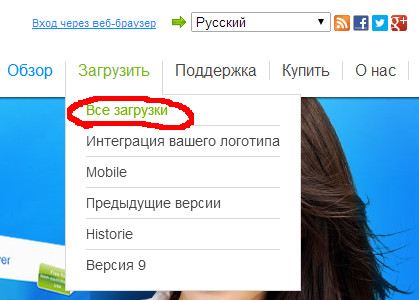 Вход через веб-браузер Русский
Обзор Загрузить Поддержка Купить О нас
Все загрузки
Интеграция вашего логотипа
Mobile
Предыдущие версии
Historie
Версия 9